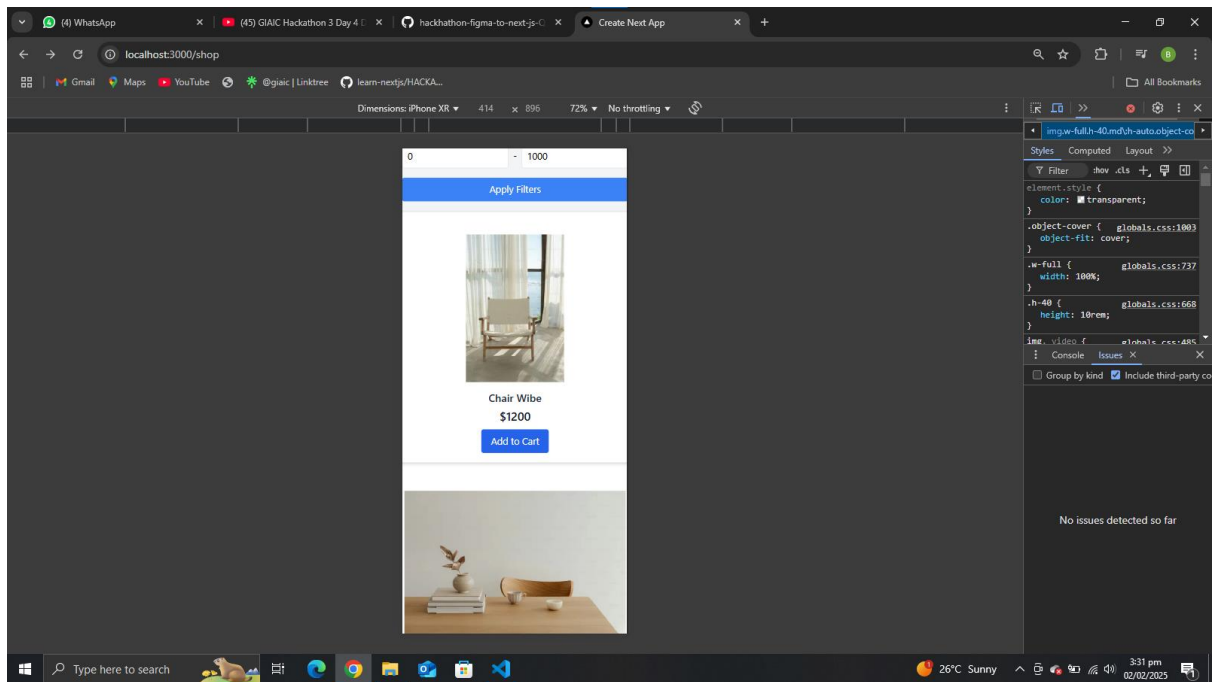 (4) WhatsApp
(45) GIAIC Hackathon 3 Day 4
hackhathon-figma-to-next-js-
Create Next App
localhost:3000/shop
Gmail Maps YouTube @giaic | Linktree learn-nextjs/HACKA... All Bookmarks
Dimensions: iPhone XR 414 x 896 72% No throttling
img.w-full.h-40.md\:h-auto.object-co
Styles Computed Layout
Filter :hov .cls
element.style {
color: transparent;
}
.object-cover { globals.css:1003
object-fit: cover;
}
.w-full { globals.css:737
width: 100%;
}
.h-40 { globals.css:668
height: 10rem;
}
img, video { globals.css:485
Console Issues
Group by kind Include third-party co
No issues detected so far
0 - 1000
Apply Filters
Chair Wibe
$1200
Add to Cart
Type here to search
26°C Sunny
3:31 pm
02/02/2025